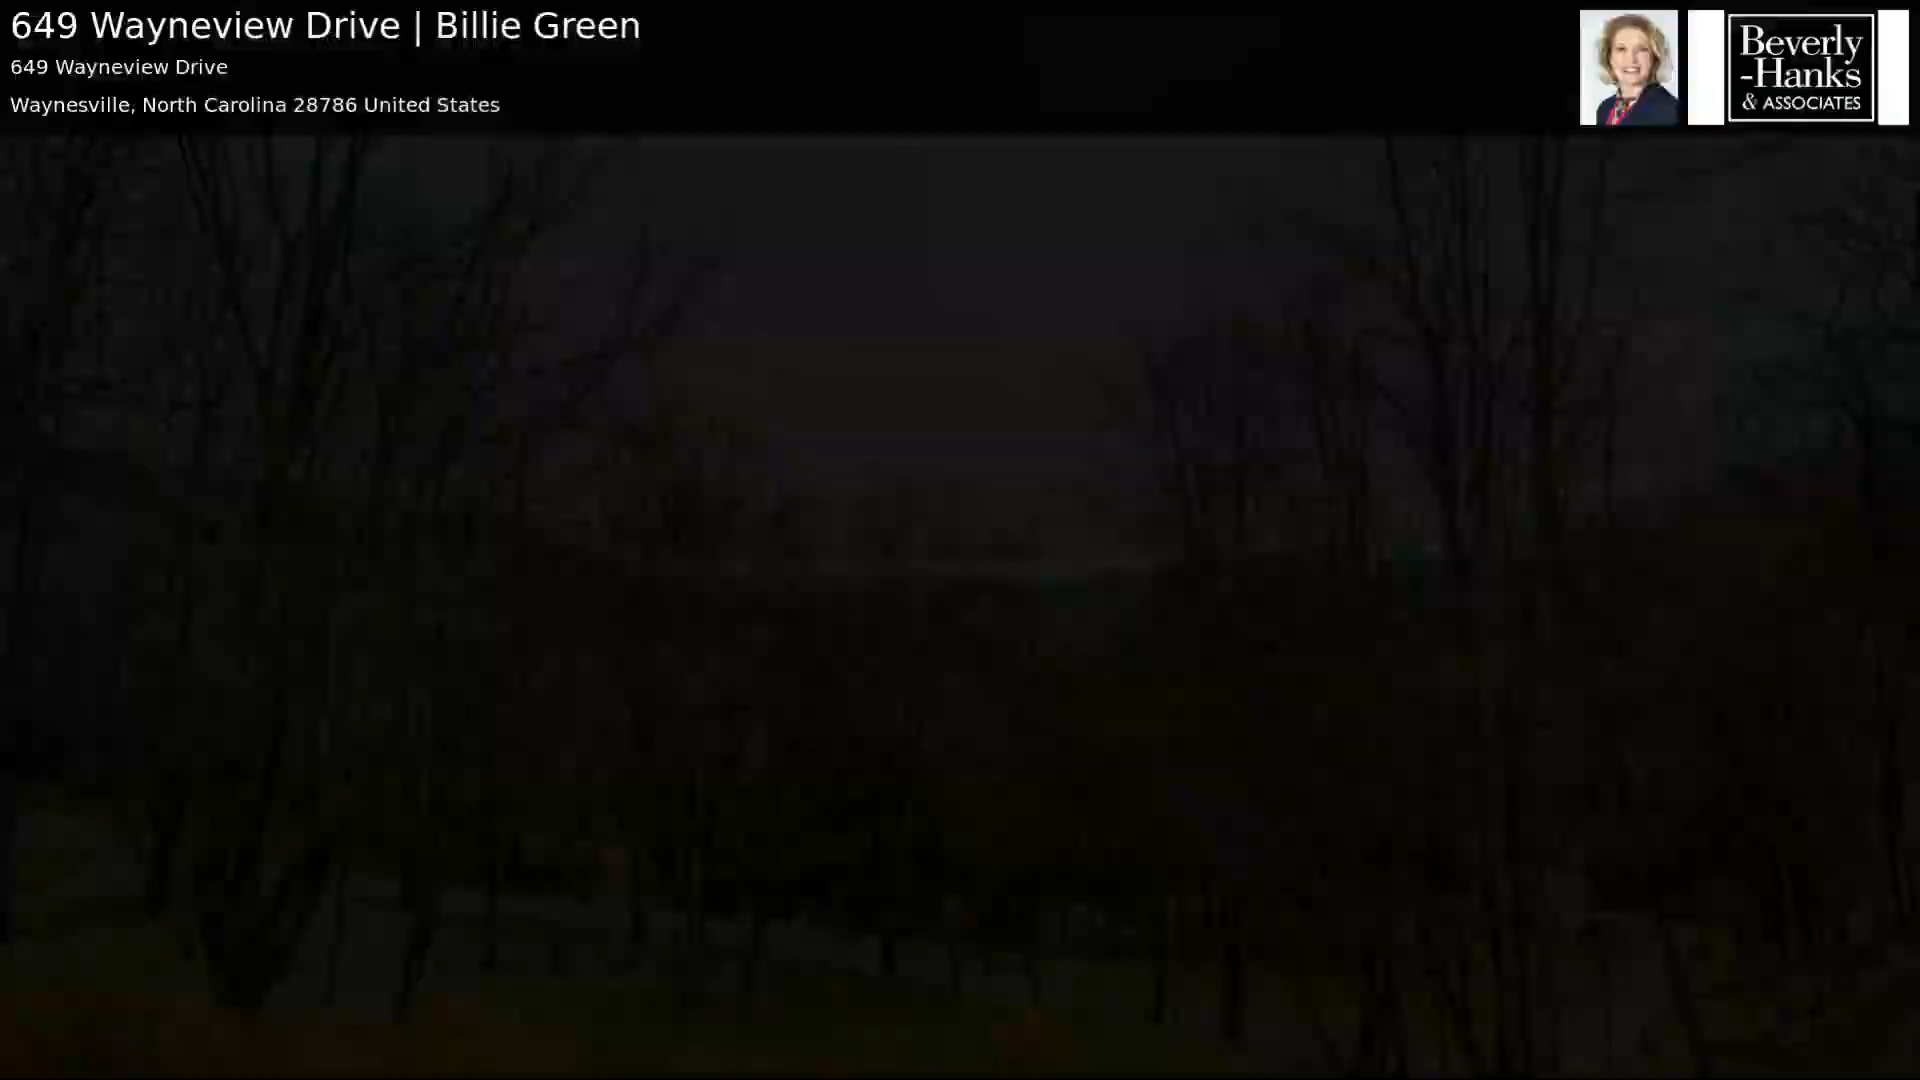 649 Wayneview Drive | Billie Green
649 Wayneview Drive
Waynesville, North Carolina 28786 United States
Beverly
-Hanks
& ASSOCIATES